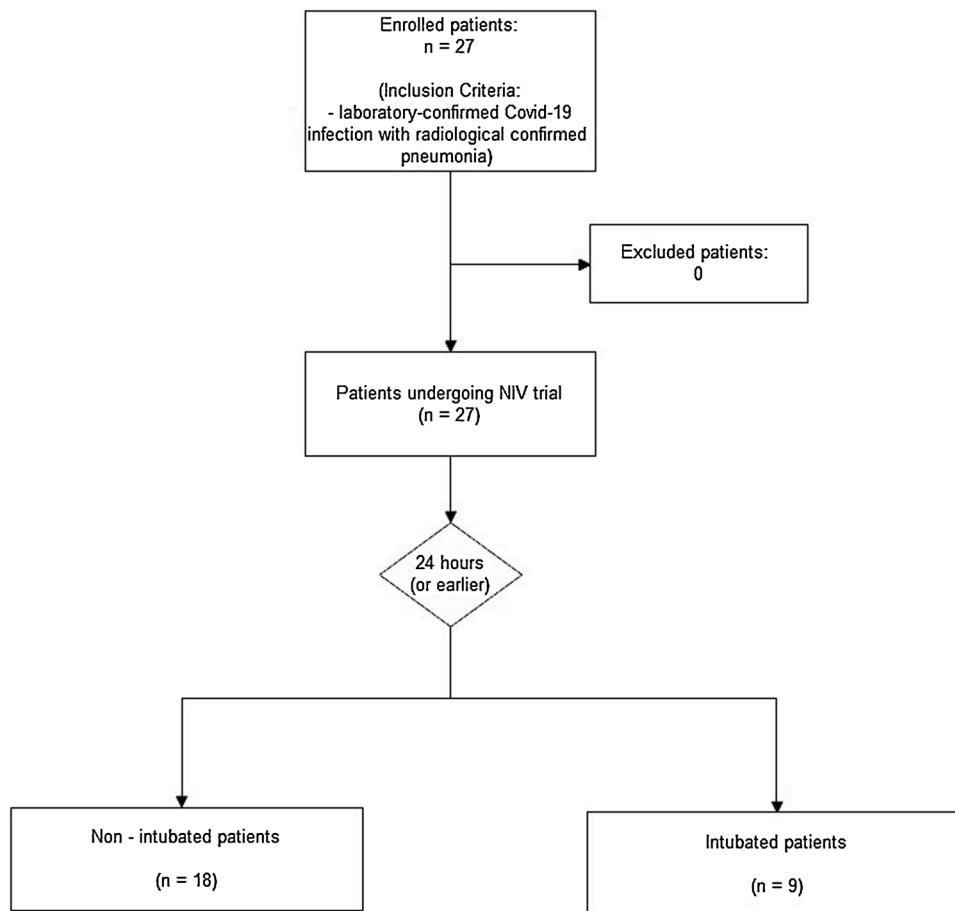 Enrolled patients:
n = 27
(Inclusion Criteria:
- laboratory-confirmed Covid-19
infection with radiological confirmed
pneumonia)
Excluded patients:
0
Patients undergoing NIV trial
(n = 27)
24 hours
(or earlier)
Non - intubated patients
(n = 18)
Intubated patients
(n = 9)